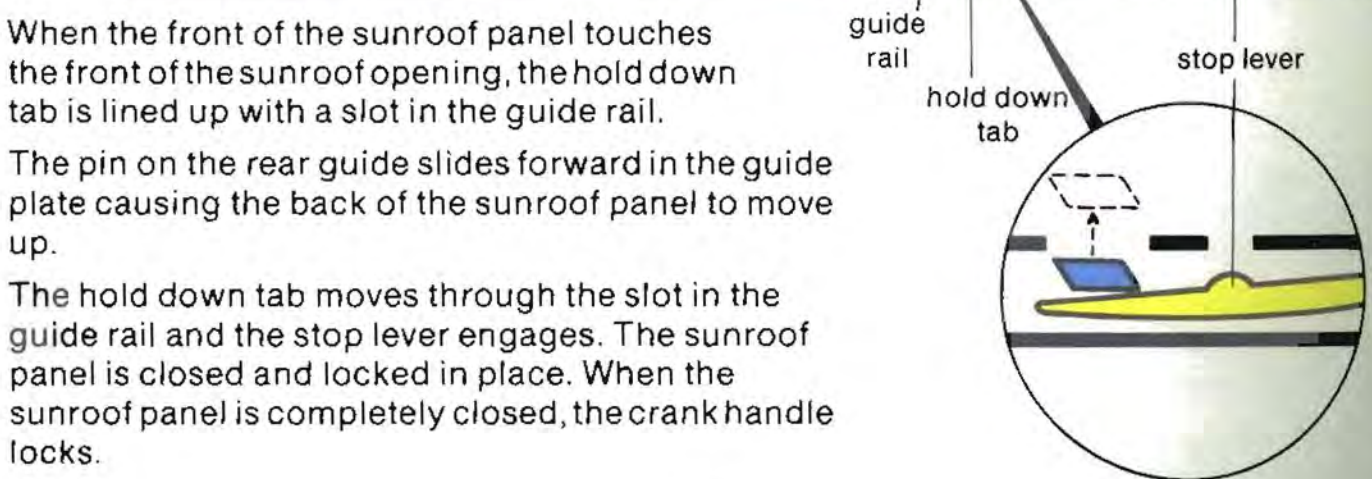 When the front of the sunroof panel touches
the front of the sunroof opening, the hold down
tab is lined up with a slot in the guide rail.
The pin on the rear guide slides forward in the guide
plate causing the back of the sunroof panel to move
up.
The hold down tab moves through the slot in the
guide rail and the stop lever engages. The sunroof
panel is closed and locked in place. When the
sunroof panel is completely closed, the crank handle
locks.
guide
rail
hold down
tab
stop lever